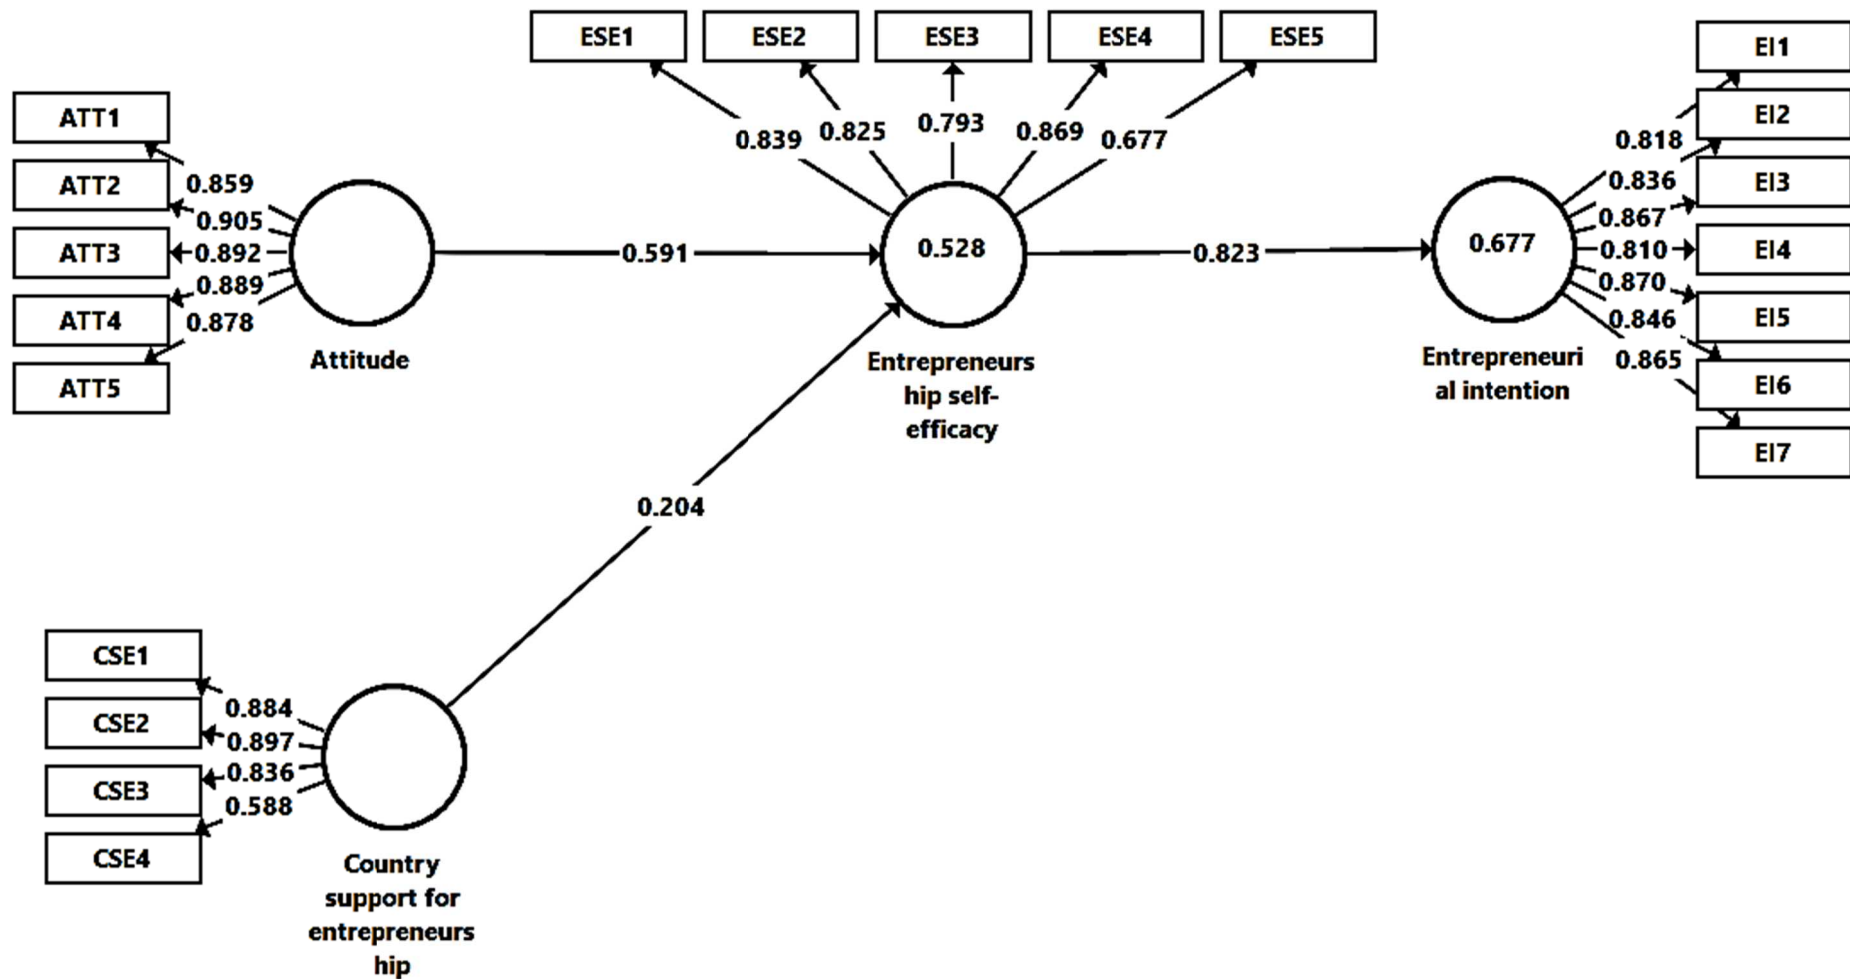 ESE1
ESE2
ESE3
ESE4
ESE5
0.839
0.825
0.793
0.869
0.677
ATT1
ATT2
ATT3
ATT4
ATT5
0.859
0.905
0.892
0.889
0.878
Attitude
0.591
0.528
Entrepreneurs
hip self-
efficacy
0.823
0.677
Entrepreneuri
al intention
0.818
0.836
0.867
0.810
0.870
0.846
0.865
EI1
EI2
EI3
EI4
EI5
EI6
EI7
0.204
CSE1
CSE2
CSE3
CSE4
0.884
0.897
0.836
0.588
Country
support for
entrepreneurs
hip